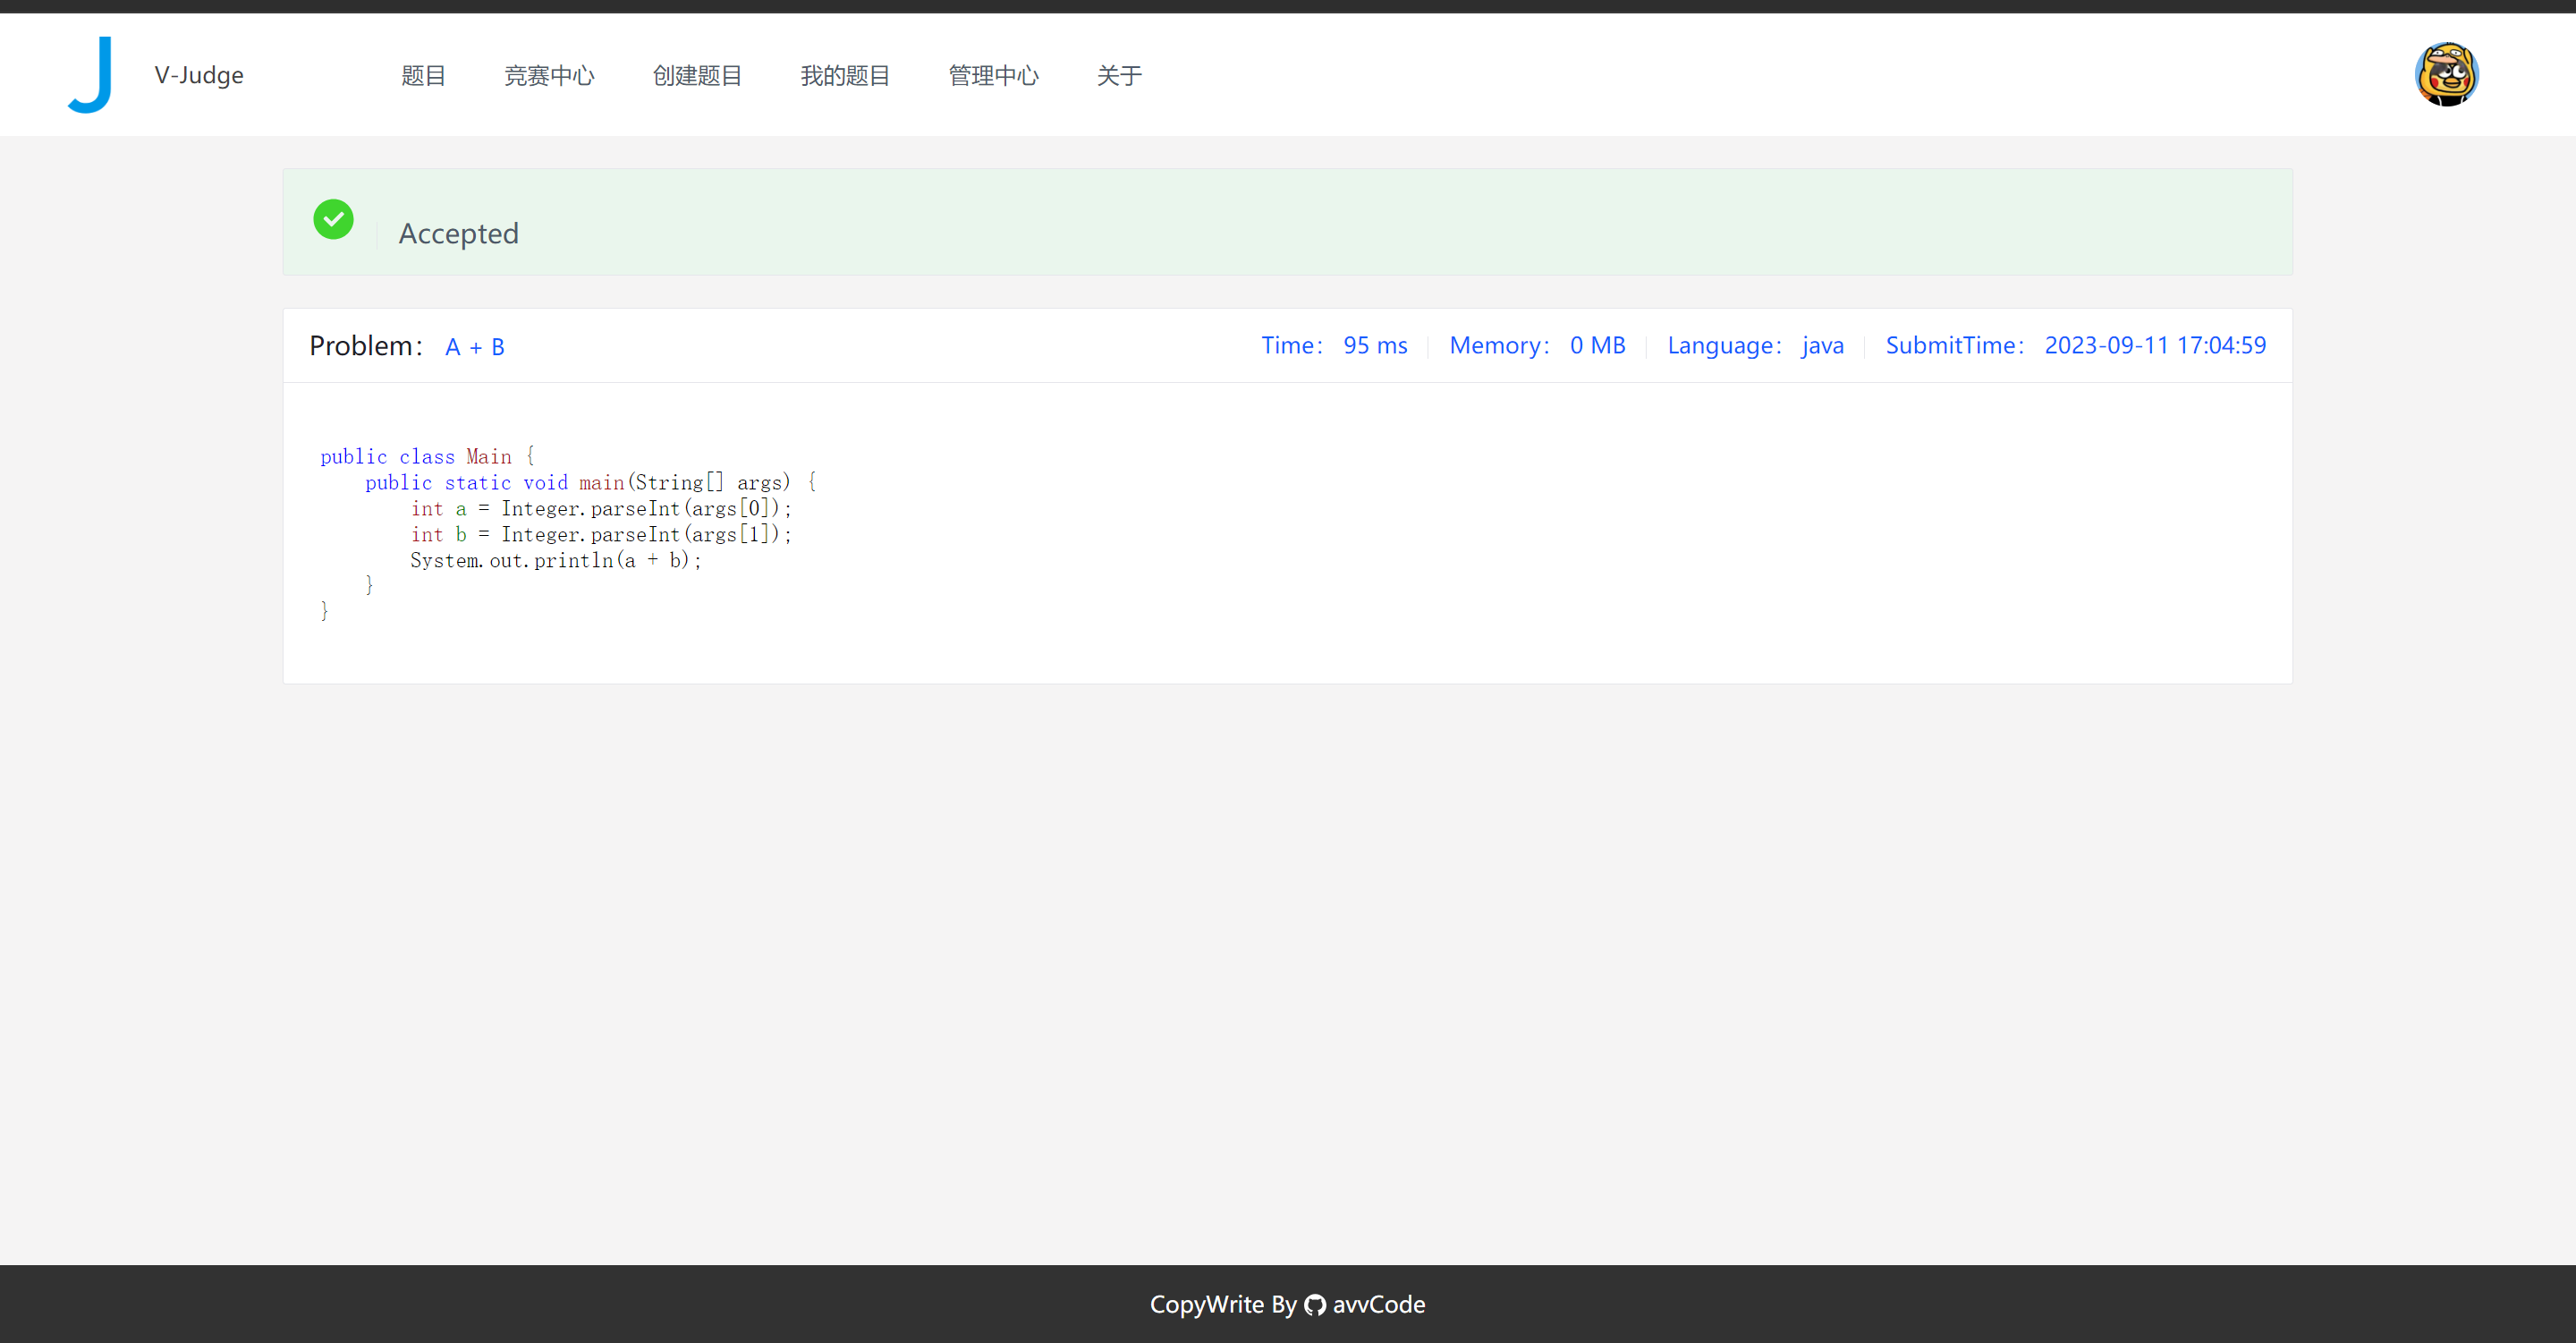 V-Judge 题目 竞赛中心 创建题目 我的题目 管理中心 关于
Accepted
Problem： A + B Time： 95 ms Memory： 0 MB Language： java SubmitTime： 2023-09-11 17:04:59
public class Main {
    public static void main(String[] args) {
        int a = Integer.parseInt(args[0]);
        int b = Integer.parseInt(args[1]);
        System.out.println(a + b);
    }
}
CopyWrite By avvCode